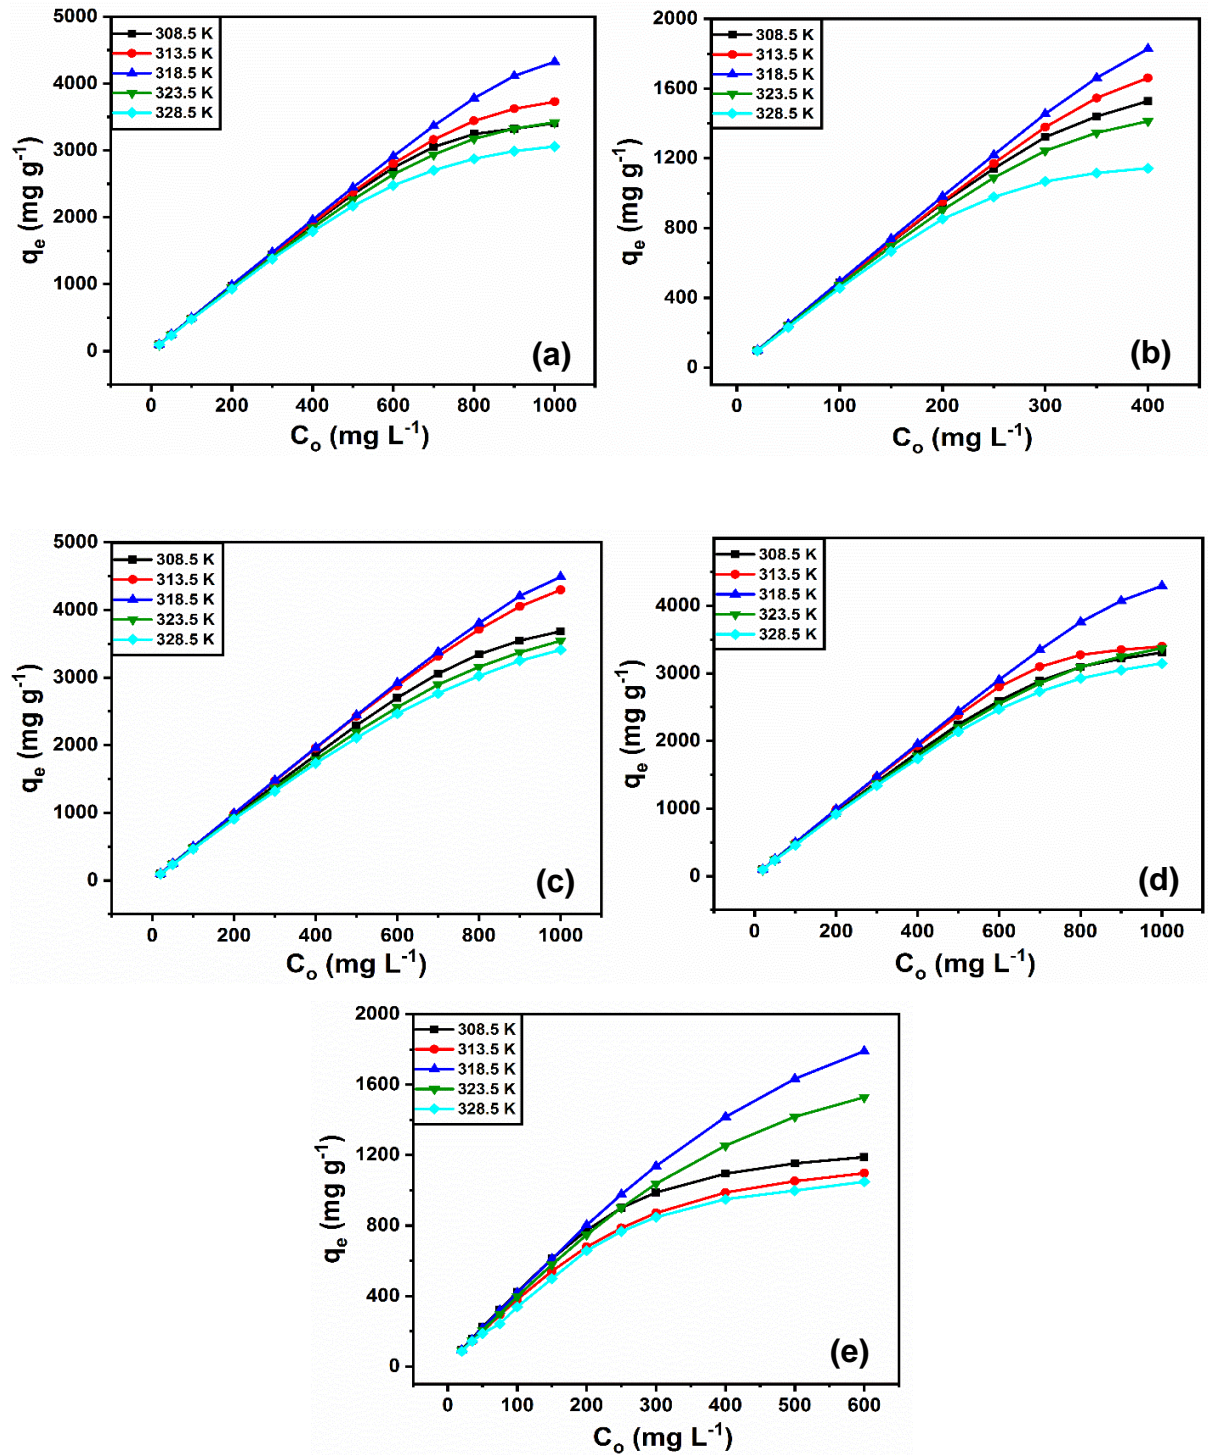 5000
4000
3000
2000
1000
0
qe (mg g-1)
308.5 K
313.5 K
318.5 K
323.5 K
328.5 K
(a)
0 200 400 600 800 1000
Co (mg L-1)
2000
1600
1200
800
400
0
qe (mg g-1)
308.5 K
313.5 K
318.5 K
323.5 K
328.5 K
(b)
0 100 200 300 400
Co (mg L-1)
5000
4000
3000
2000
1000
0
qe (mg g-1)
308.5 K
313.5 K
318.5 K
323.5 K
328.5 K
(c)
0 200 400 600 800 1000
Co (mg L-1)
4000
3000
2000
1000
0
qe (mg g-1)
308.5 K
313.5 K
318.5 K
323.5 K
328.5 K
(d)
0 200 400 600 800 1000
Co (mg L-1)
2000
1600
1200
800
400
0
qe (mg g-1)
308.5 K
313.5 K
318.5 K
323.5 K
328.5 K
(e)
0 100 200 300 400 500 600
Co (mg L-1)